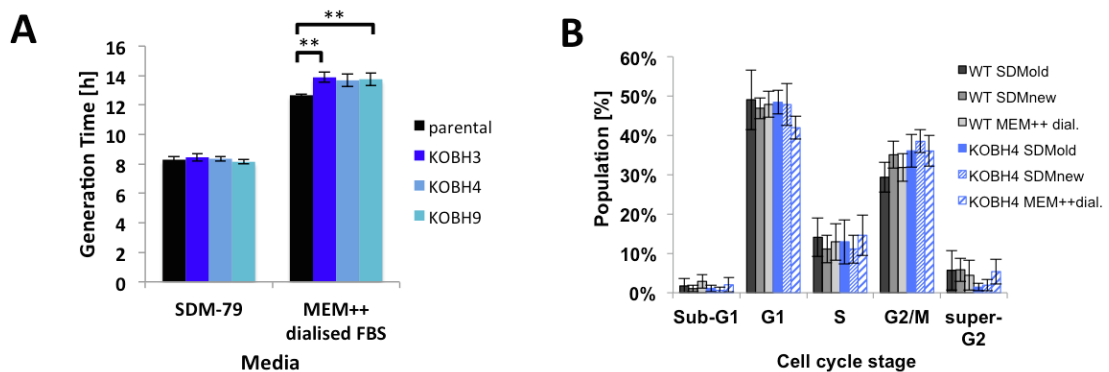 A
**
**
Generation Time [h]
16
14
12
10
8
6
4
2
0
SDM-79
MEM++
dialised FBS
Media
parental
KOBH3
KOBH4
KOBH9
B
Population [%]
60%
50%
40%
30%
20%
10%
0%
Sub-G1
G1
S
G2/M
super-
G2
Cell cycle stage
WT SDMold
WT SDMnew
WT MEM++ dial.
KOBH4 SDMold
KOBH4 SDMnew
KOBH4 MEM++dial.